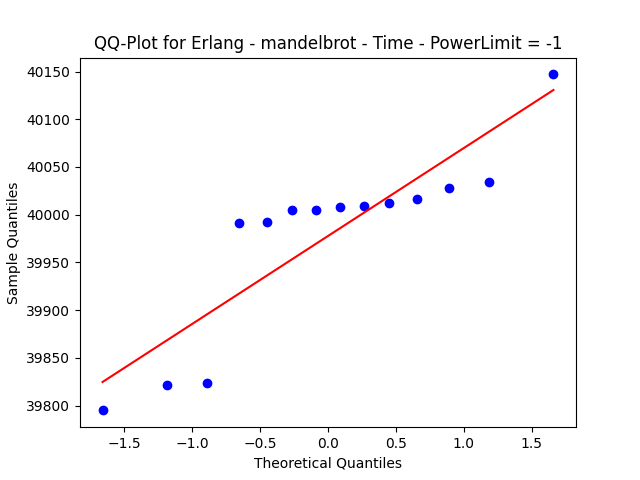 QQ-Plot for Erlang - mandelbrot - Time - PowerLimit = -1
40150
40100
40050
40000
39950
39900
39850
39800
Sample Quantiles
−1.5 −1.0 −0.5 0.0 0.5 1.0 1.5
Theoretical Quantiles